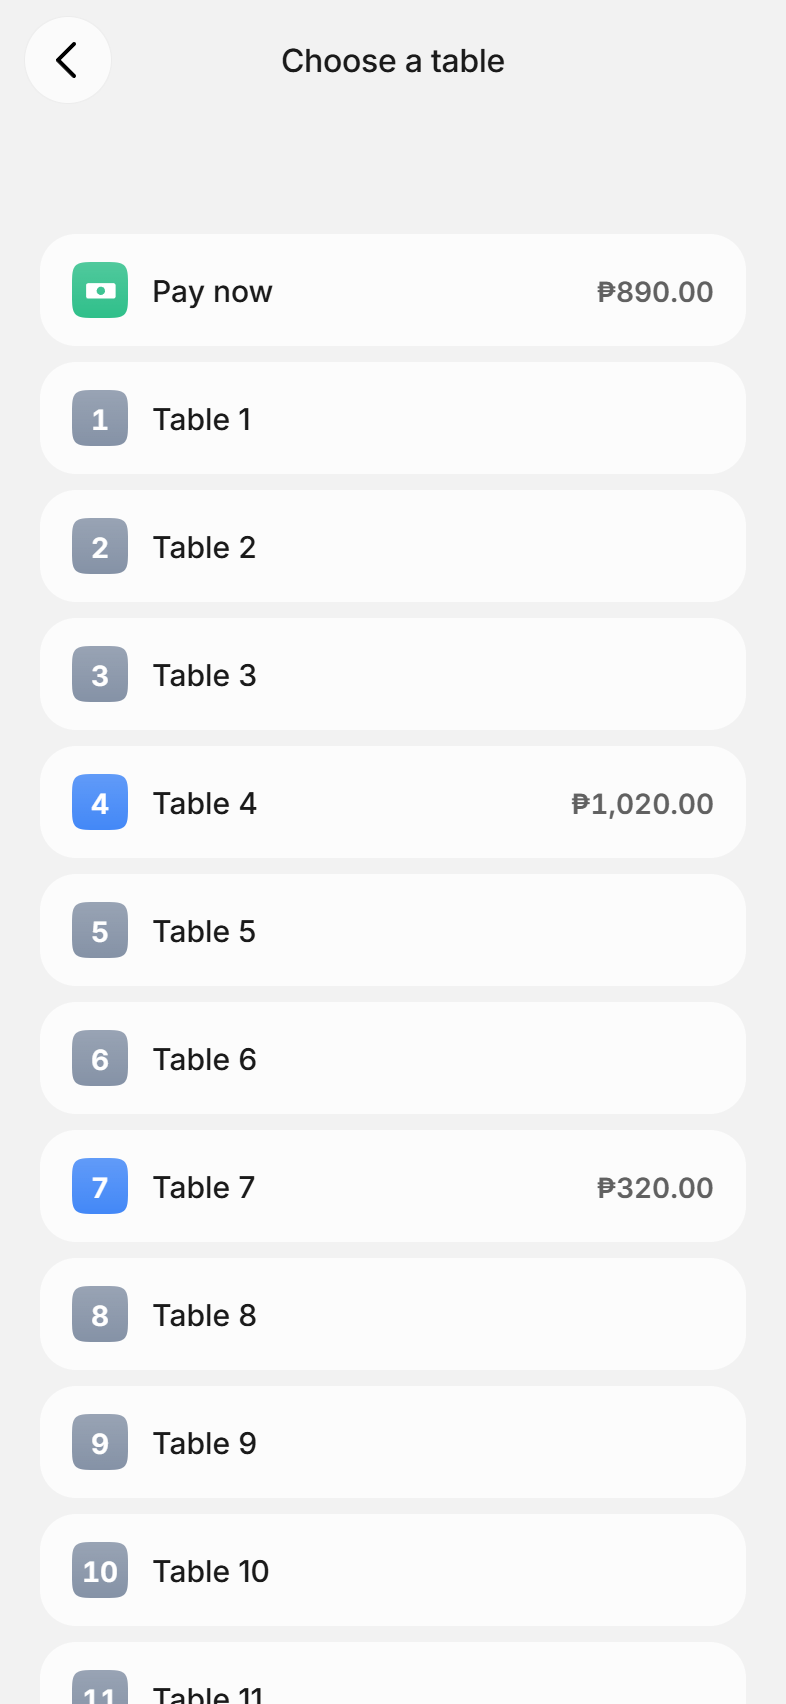 Choose a table
Pay now ₱890.00
1 Table 1
2 Table 2
3 Table 3
4 Table 4 ₱1,020.00
5 Table 5
6 Table 6
7 Table 7 ₱320.00
8 Table 8
9 Table 9
10 Table 10
11 Table 11